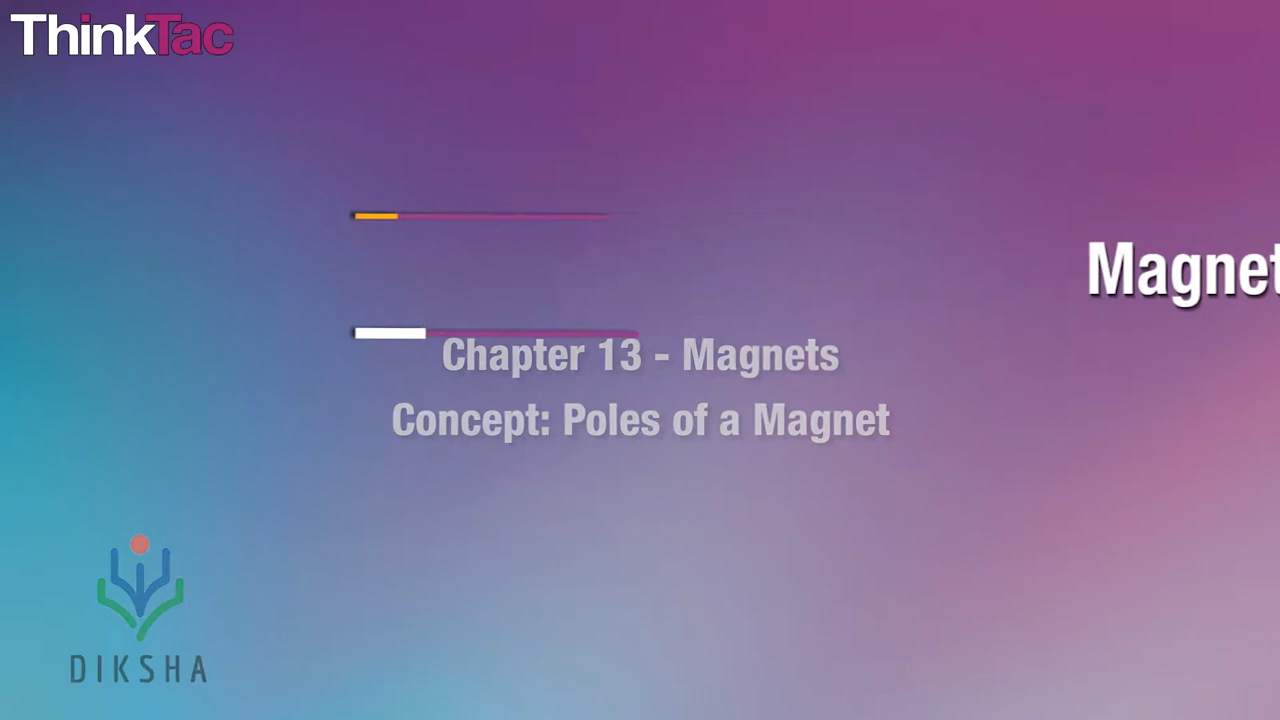 ThinkTac
Magnet
Chapter 13 - Magnets
Concept: Poles of a Magnet
DIKSHA